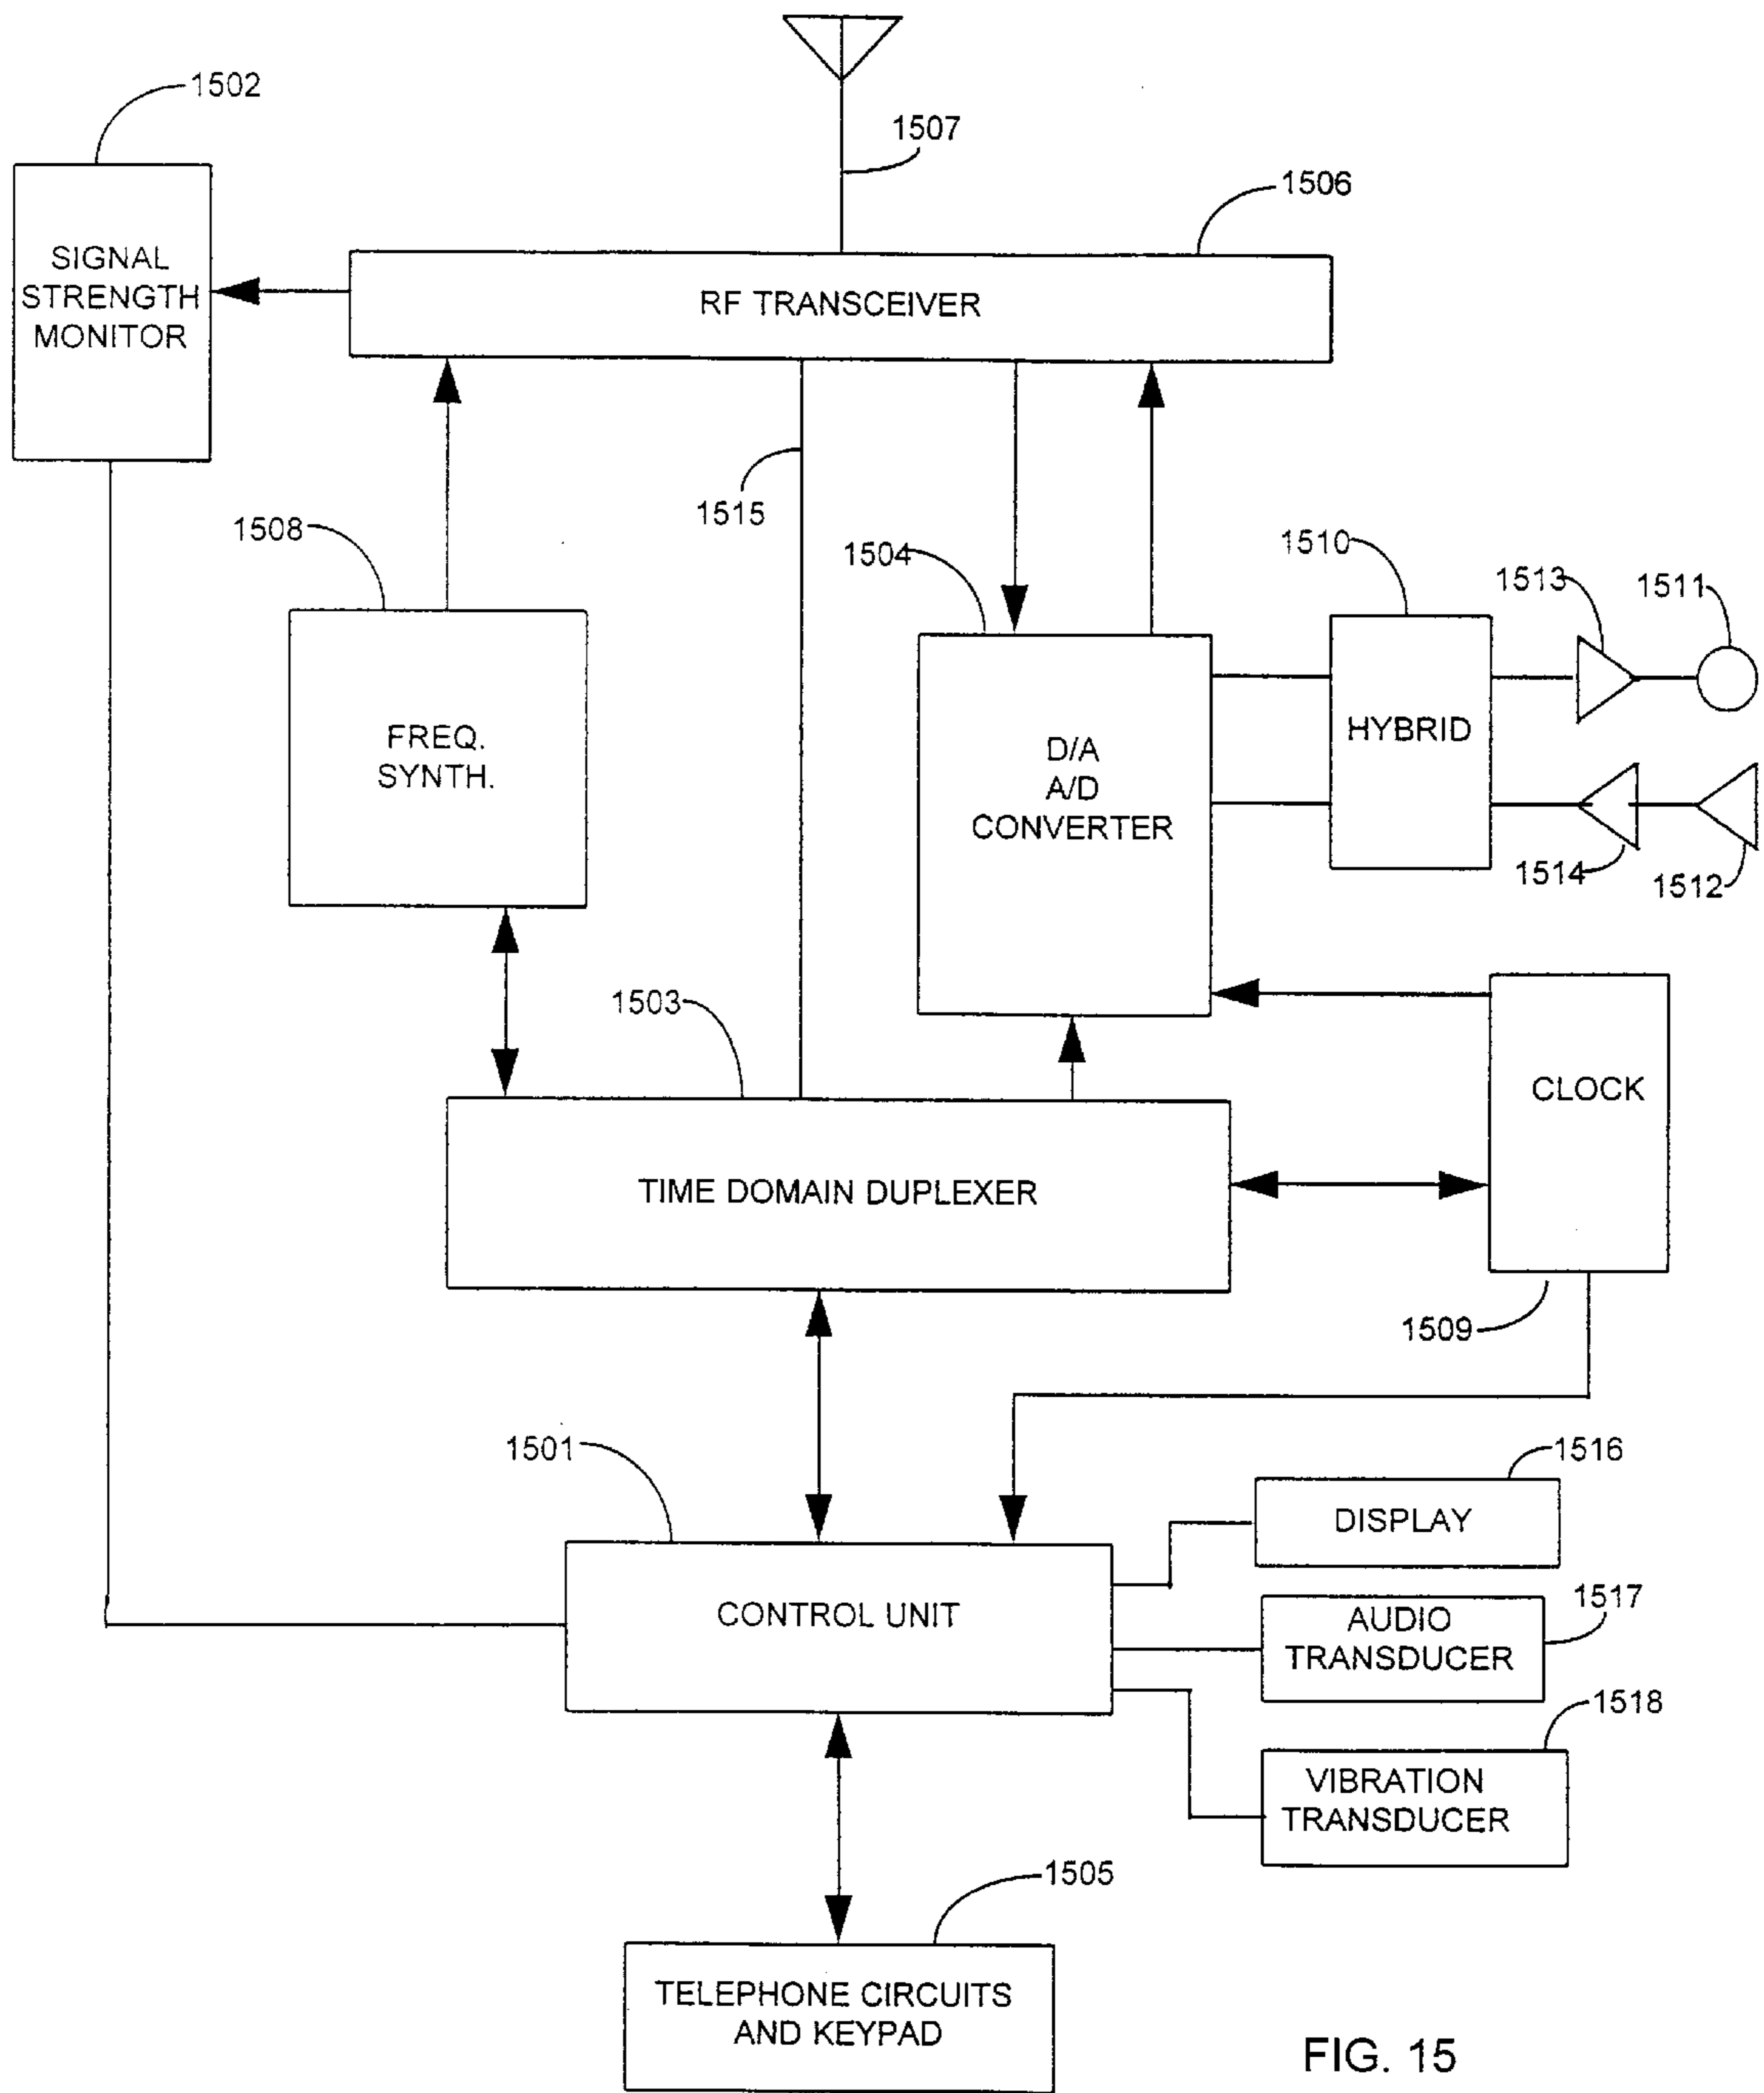 1502
1507
1506
SIGNAL
STRENGTH
MONITOR
RF TRANSCEIVER
1515
1508
1504
1510
1513
1511
FREQ.
SYNTH.
D/A
A/D
CONVERTER
HYBRID
1514
1512
1503
CLOCK
TIME DOMAIN DUPLEXER
1509
1501
1516
DISPLAY
CONTROL UNIT
1517
AUDIO
TRANSDUCER
1518
VIBRATION
TRANSDUCER
1505
TELEPHONE CIRCUITS
AND KEYPAD
FIG. 15